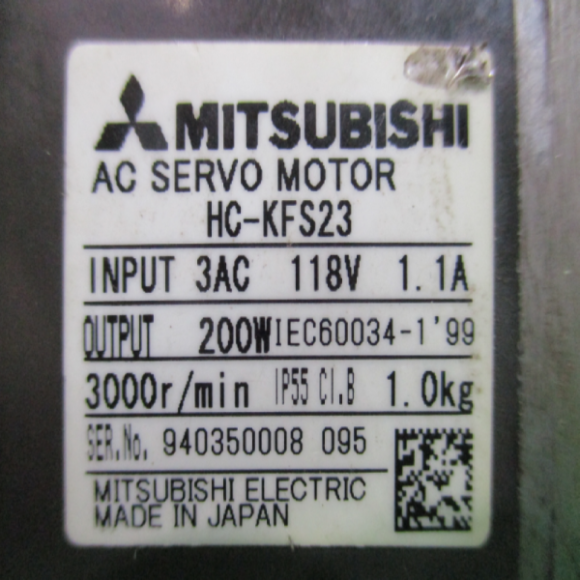 MITSUBISHI
AC SERVO MOTOR
HC-KFS23
INPUT 3AC 118V 1.1A
OUTPUT 200W IEC60034-1'99
3000r/min IP55 CI.B 1.0kg
SER.No. 940350008 095
MITSUBISHI ELECTRIC
MADE IN JAPAN